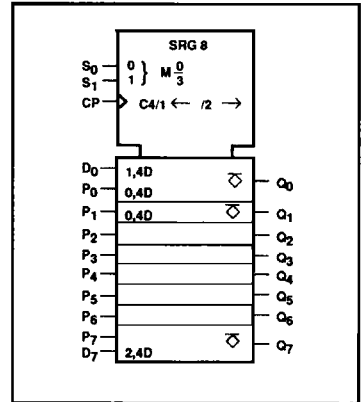 SRG 8
S0 0 } M 0/3
S1 1
CP C4/1 ← /2 →
D0 1,4D Q0
P0 0,4D
P1 0,4D Q1
P2 Q2
P3 Q3
P4 Q4
P5 Q5
P6 Q6
P7 Q7
D7 2,4D